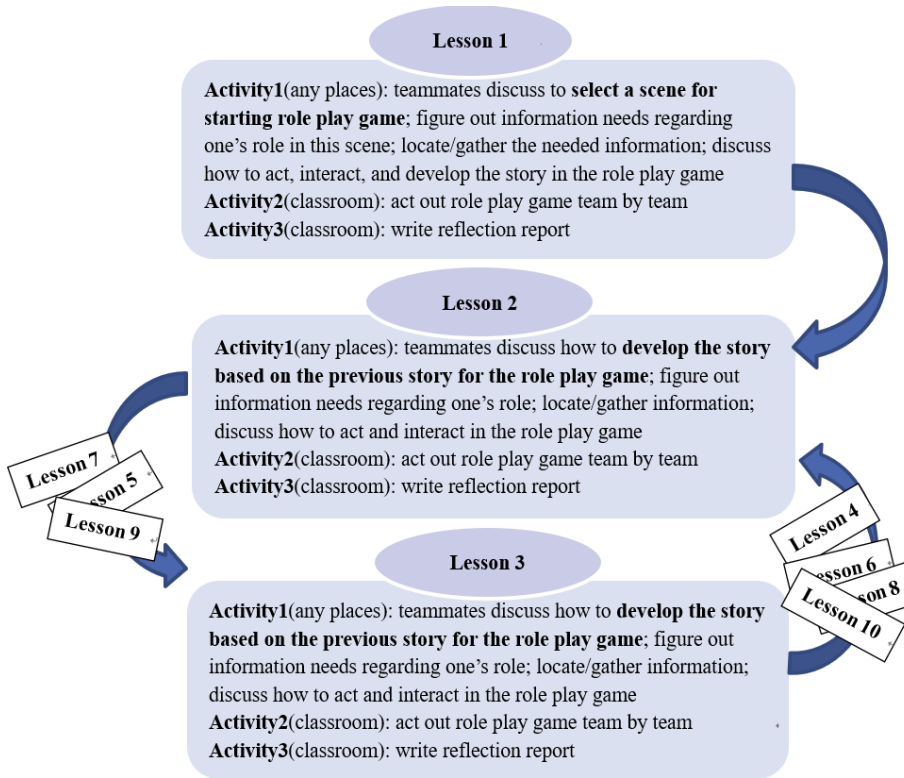 Lesson 1
Activity1(any places): teammates discuss to select a scene for
starting role play game; figure out information needs regarding
one's role in this scene; locate/gather the needed information; discuss
how to act, interact, and develop the story in the role play game
Activity2(classroom): act out role play game team by team
Activity3(classroom): write reflection report
Lesson 2
Activity1(any places): teammates discuss how to develop the story
based on the previous story for the role play game; figure out
information needs regarding one's role; locate/gather information;
discuss how to act and interact in the role play game
Activity2(classroom): act out role play game team by team
Activity3(classroom): write reflection report
Lesson 7
esson 5
Lesson 9
Lesson 4
esson 6
sson 8
Lesson 10
Lesson 3
Activity1(any places): teammates discuss how to develop the story
based on the previous story for the role play game; figure out
information needs regarding one's role; locate/gather information;
discuss how to act and interact in the role play game
Activity2(classroom): act out role play game team by team
Activity3(classroom): write reflection report